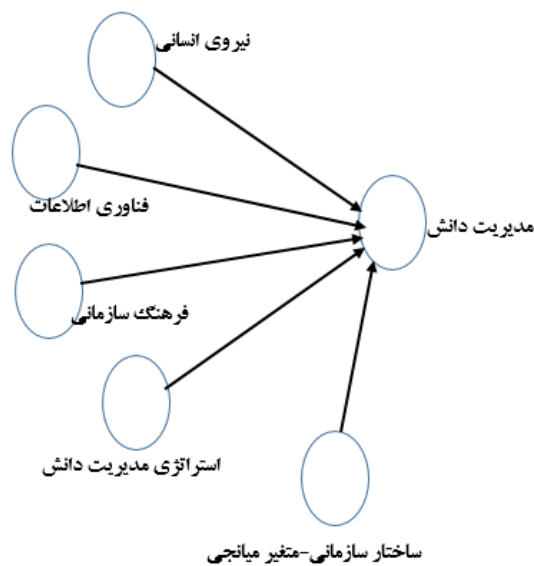 نیروی انسانی
فناوری اطلاعات
مدیریت دانش
فرهنگ سازمانی
استراتژی مدیریت دانش
ساختار سازمانی-متغیر میانجی